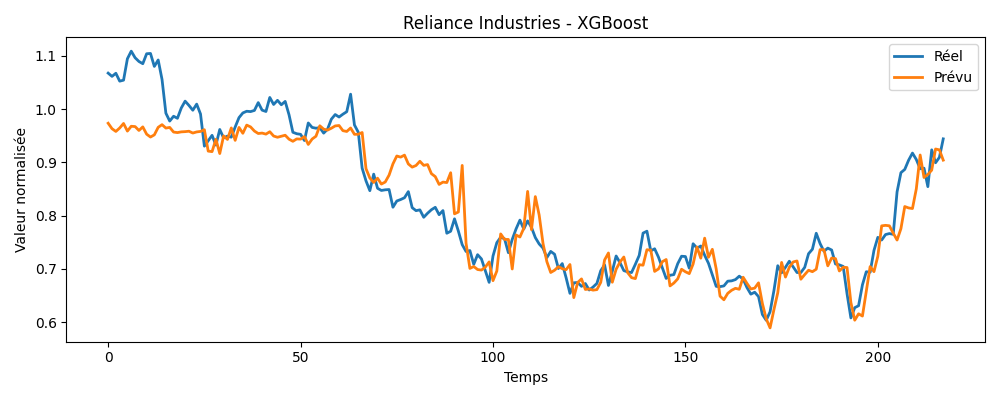 Reliance Industries - XGBoost
Réel
Prévu
Valeur normalisée
1.1
1.0
0.9
0.8
0.7
0.6
0
50
100
150
200
Temps